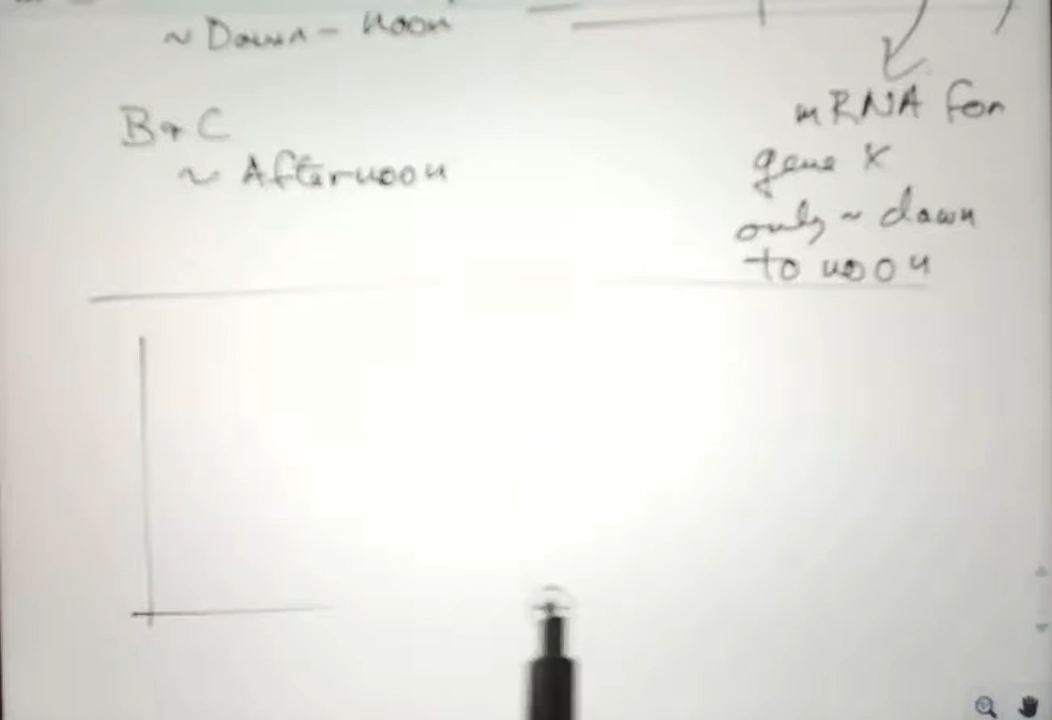 ~ Dawn - noon
B + C
~ Afternoon
mRNA for
gene X
only ~ dawn
to noon